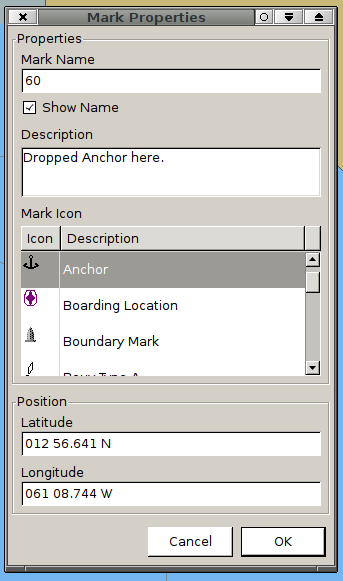 Mark Properties
Properties
Mark Name
60
Show Name
Description
Dropped Anchor here.
Mark Icon
Icon Description
Anchor
Boarding Location
Boundary Mark
Position
Latitude
012 56.641 N
Longitude
061 08.744 W
Cancel OK